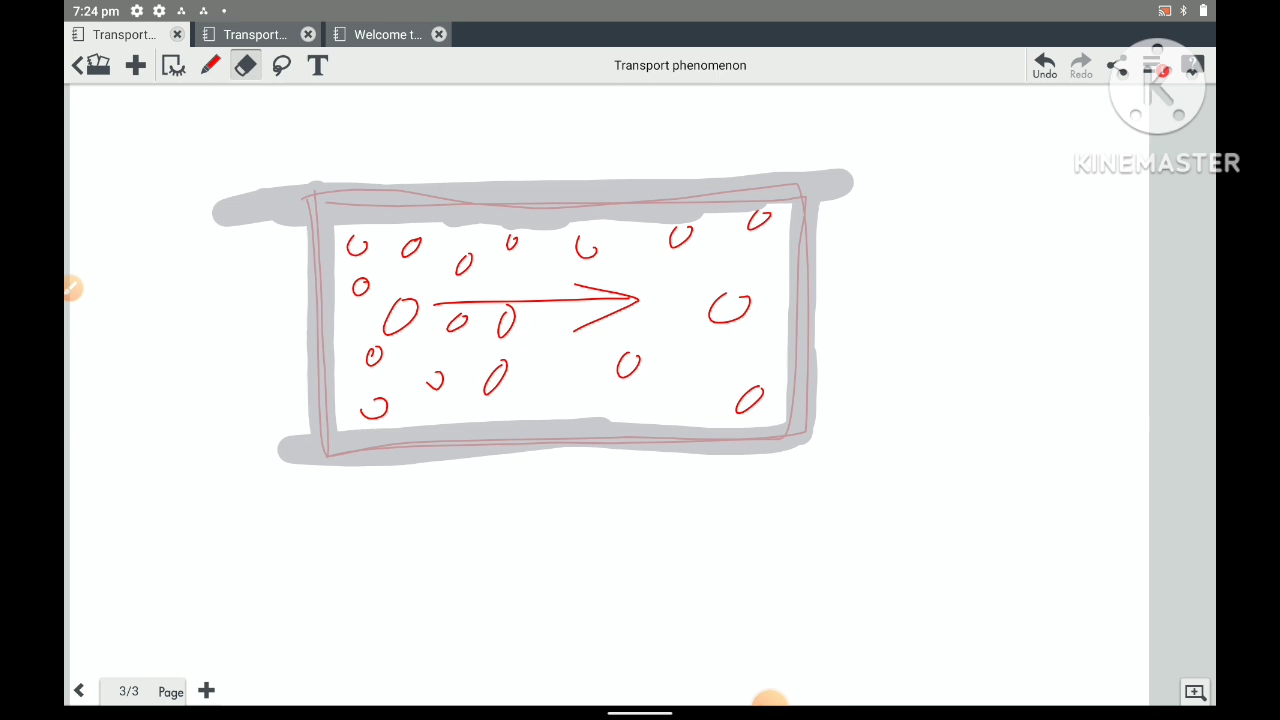 7:24 pm
Transport... Transport... Welcome t...
T Transport phenomenon Undo Redo
K
KINEMASTER
3/3 Page